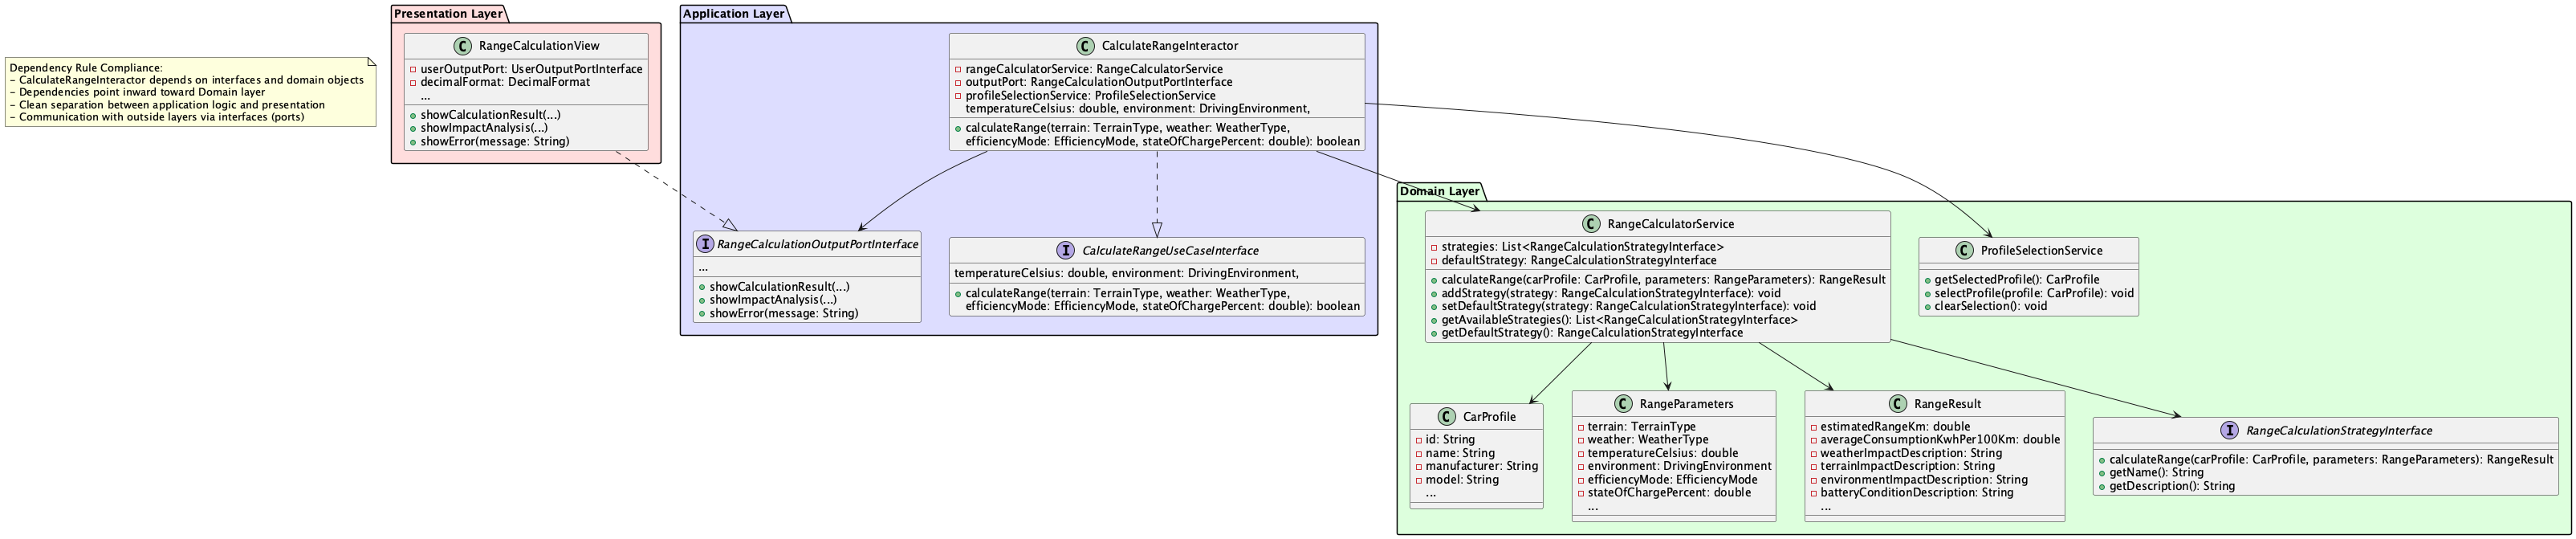 Dependency Rule Compliance:
- CalculateRangeInteractor depends on interfaces and domain objects
- Dependencies point inward toward Domain layer
- Clean separation between application logic and presentation
- Communication with outside layers via interfaces (ports)
Presentation Layer
C RangeCalculationView
userOutputPort: UserOutputPortInterface
decimalFormat: DecimalFormat
...
showCalculationResult(...)
showImpactAnalysis(...)
showError(message: String)
Application Layer
C CalculateRangeInteractor
rangeCalculatorService: RangeCalculatorService
outputPort: RangeCalculationOutputPortInterface
profileSelectionService: ProfileSelectionService
temperatureCelsius: double, environment: DrivingEnvironment,
calculateRange(terrain: TerrainType, weather: WeatherType,
efficiencyMode: EfficiencyMode, stateOfChargePercent: double): boolean
I RangeCalculationOutputPortInterface
...
showCalculationResult(...)
showImpactAnalysis(...)
showError(message: String)
I CalculateRangeUseCaseInterface
temperatureCelsius: double, environment: DrivingEnvironment,
calculateRange(terrain: TerrainType, weather: WeatherType,
efficiencyMode: EfficiencyMode, stateOfChargePercent: double): boolean
Domain Layer
C RangeCalculatorService
strategies: List<RangeCalculationStrategyInterface>
defaultStrategy: RangeCalculationStrategyInterface
calculateRange(carProfile: CarProfile, parameters: RangeParameters): RangeResult
addStrategy(strategy: RangeCalculationStrategyInterface): void
setDefaultStrategy(strategy: RangeCalculationStrategyInterface): void
getAvailableStrategies(): List<RangeCalculationStrategyInterface>
getDefaultStrategy(): RangeCalculationStrategyInterface
C ProfileSelectionService
getSelectedProfile(): CarProfile
selectProfile(profile: CarProfile): void
clearSelection(): void
C CarProfile
id: String
name: String
manufacturer: String
model: String
...
C RangeParameters
terrain: TerrainType
weather: WeatherType
temperatureCelsius: double
environment: DrivingEnvironment
efficiencyMode: EfficiencyMode
stateOfChargePercent: double
...
C RangeResult
estimatedRangeKm: double
averageConsumptionKwhPer100Km: double
weatherImpactDescription: String
terrainImpactDescription: String
environmentImpactDescription: String
batteryConditionDescription: String
...
I RangeCalculationStrategyInterface
calculateRange(carProfile: CarProfile, parameters: RangeParameters): RangeResult
getName(): String
getDescription(): String